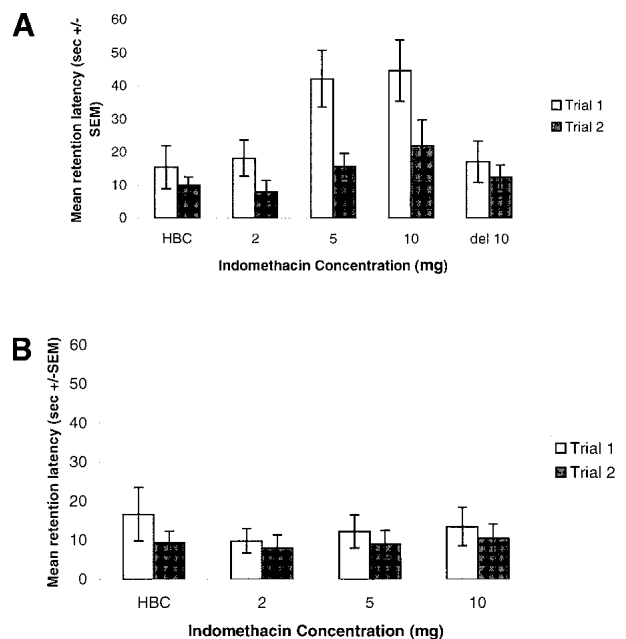 A
Mean retention latency (sec +/-
SEM)
60
50
40
30
20
10
0
HBC 2 5 10 del 10
Indomethacin Concentration (mg)
Trial 1
Trial 2
B
Mean retention latency (sec +/-SEM)
60
50
40
30
20
10
0
HBC 2 5 10
Indomethacin Concentration (mg)
Trial 1
Trial 2